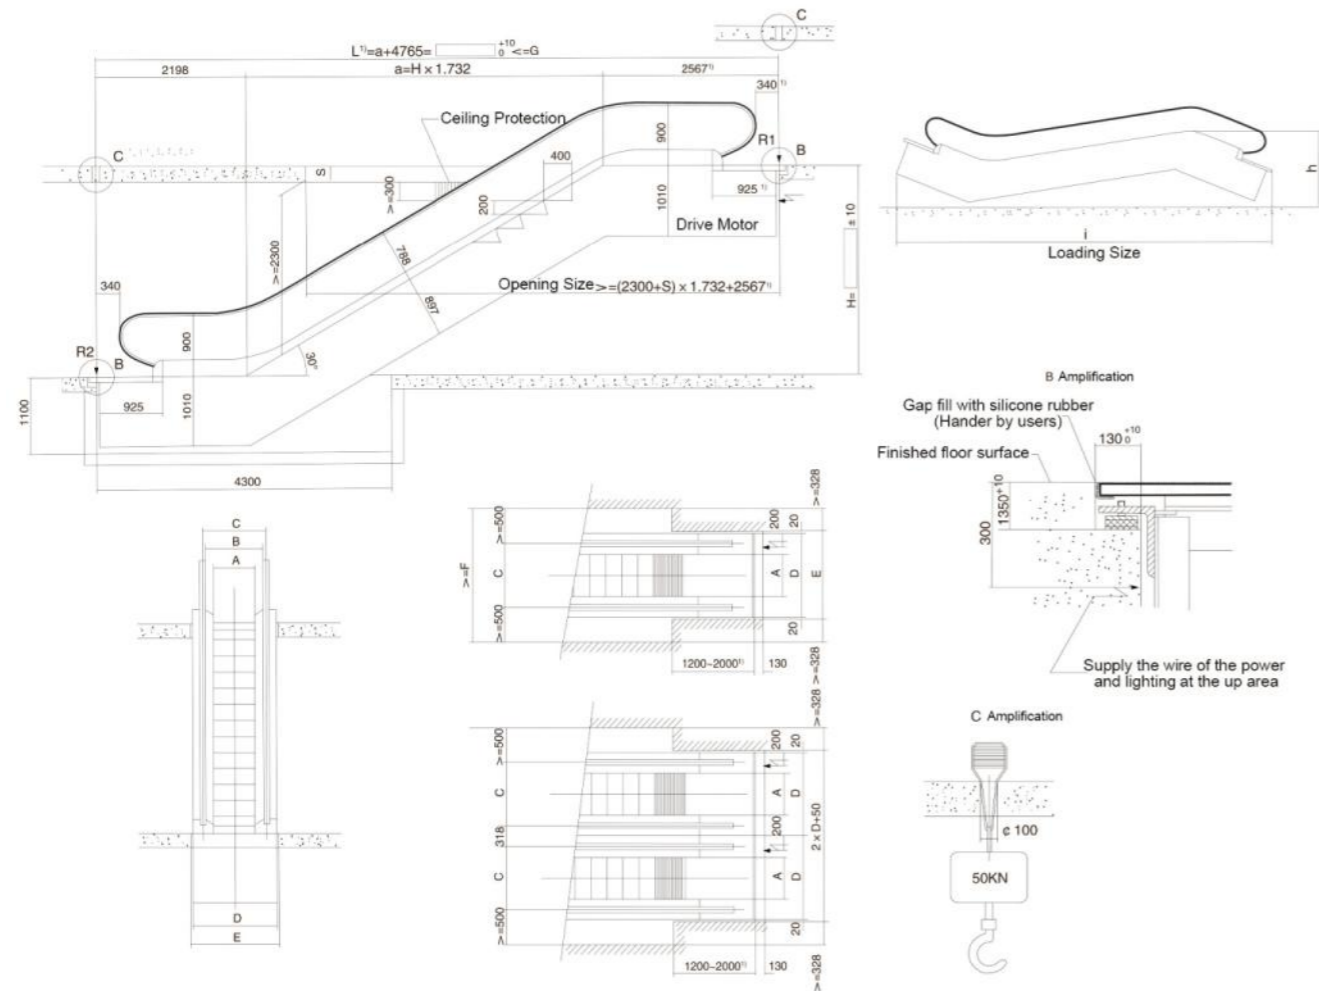 C
L¹⁾=a+4765= +10 0 <=G
2198
a=H×1.732
2567¹⁾
340 ¹⁾
Ceiling Protection
R1
C
B
900
400
S
>=300
200
1010
925 ¹⁾
Drive Motor
>=2300
788
897
340
Opening Size >=(2300+S)×1.732+2567¹⁾
H= ±10
R2
B
900
30°
925
1010
1100
4300
h
i
Loading Size
B Amplification
Gap fill with silicone rubber
(Hander by users)
130 +10 0
Finished floor surface
1350 +10
300
Supply the wire of the power
and lighting at the up area
C Amplification
¢100
50KN
C
B
A
D
E
>=328
>=500
200
20
>=F
C
A
D
E
>=500
20
1200~2000¹⁾
130
>=328
>=328
>=500
200
20
C
A
D
318
200
2×D+50
C
A
D
>=500
20
1200~2000¹⁾
130
>=328